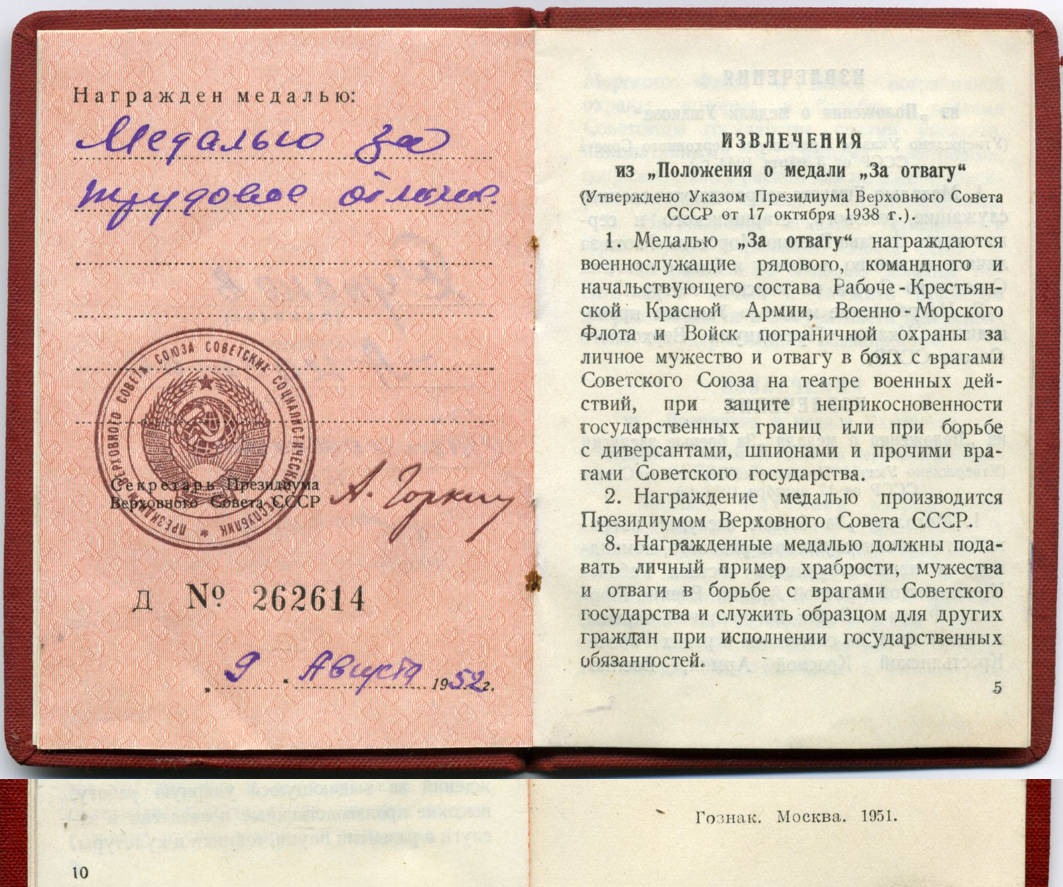 Награжден медалью:
Медалью За
трудовое отличие.
ПРЕЗИДИУМ ВЕРХОВНОГО СОВЕТА СОЮЗА СОВЕТСКИХ СОЦИАЛИСТИЧЕСКИХ РЕСПУБЛИК
Секретарь Президиума
Верховного Совета СССР
А. Горкин
Д № 262614
9 Августа 1952 г.
ИЗВЛЕЧЕНИЯ
из „Положения о медали „За отвагу“
(Утверждено Указом Президиума Верховного Совета
СССР от 17 октября 1938 г.).
1. Медалью „За отвагу“ награждаются
военнослужащие рядового, командного и
начальствующего состава Рабоче-Крестьян-
ской Красной Армии, Военно-Морского
Флота и Войск пограничной охраны за
личное мужество и отвагу в боях с врагами
Советского Союза на театре военных дей-
ствий, при защите неприкосновенности
государственных границ или при борьбе
с диверсантами, шпионами и прочими вра-
гами Советского государства.
2. Награждение медалью производится
Президиумом Верховного Совета СССР.
8. Награжденные медалью должны пода-
вать личный пример храбрости, мужества
и отваги в борьбе с врагами Советского
государства и служить образцом для других
граждан при исполнении государственных
обязанностей.
5
10
Гознак. Москва. 1951.